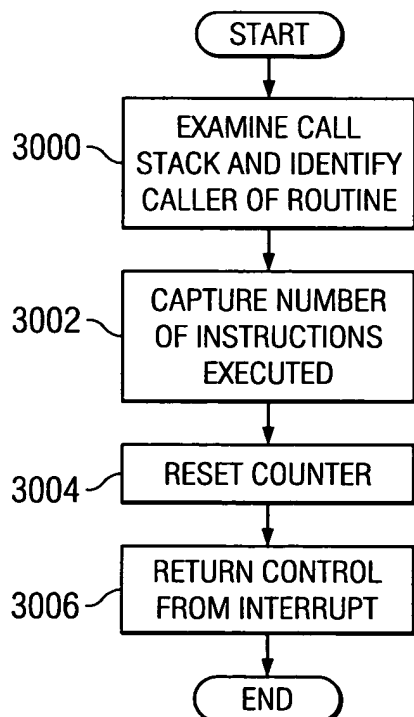 START
3000
EXAMINE CALL
STACK AND IDENTIFY
CALLER OF ROUTINE
3002
CAPTURE NUMBER
OF INSTRUCTIONS
EXECUTED
3004
RESET COUNTER
3006
RETURN CONTROL
FROM INTERRUPT
END